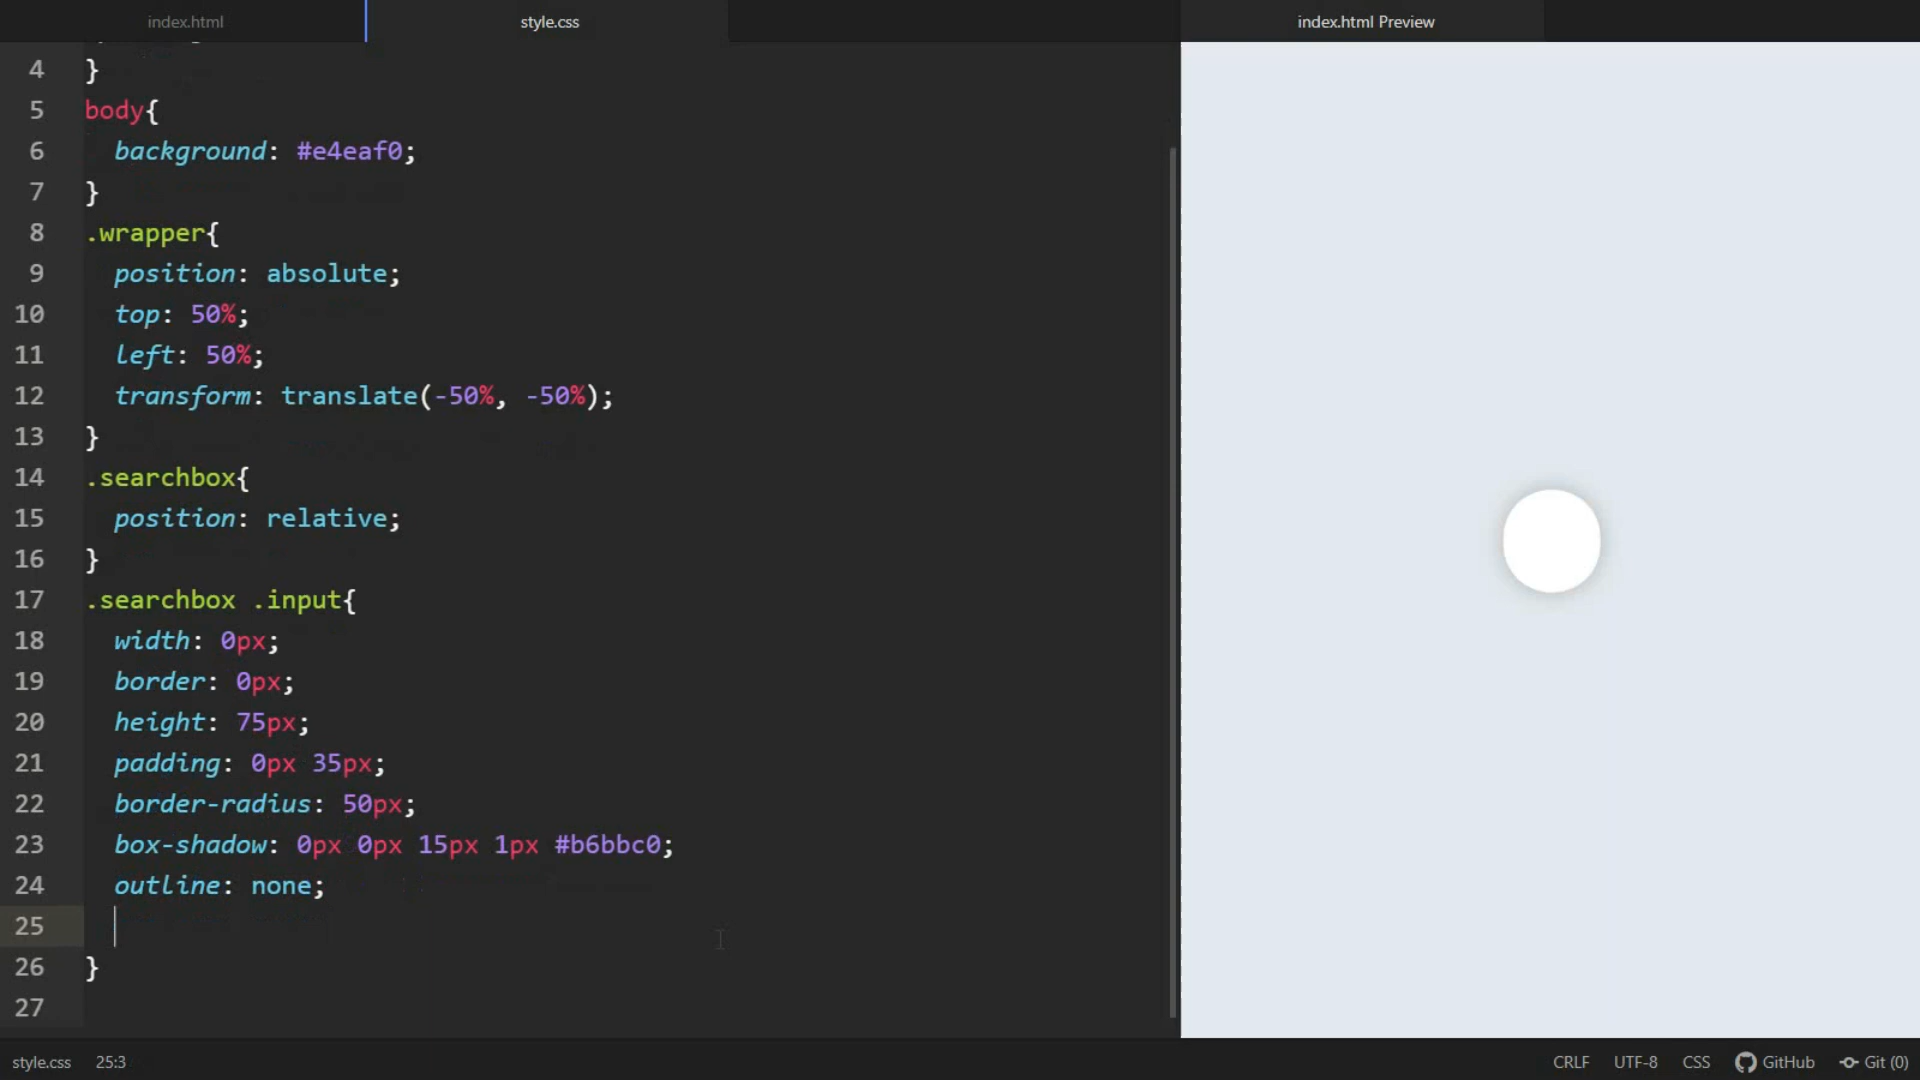 index.html
style.css
index.html Preview
4 }
5 body{
6 background: #e4eaf0;
7 }
8 .wrapper{
9 position: absolute;
10 top: 50%;
11 left: 50%;
12 transform: translate(-50%, -50%);
13 }
14 .searchbox{
15 position: relative;
16 }
17 .searchbox .input{
18 width: 0px;
19 border: 0px;
20 height: 75px;
21 padding: 0px 35px;
22 border-radius: 50px;
23 box-shadow: 0px 0px 15px 1px #b6bbc0;
24 outline: none;
25
26 }
27
style.css 25:3
CRLF UTF-8 CSS GitHub Git (0)